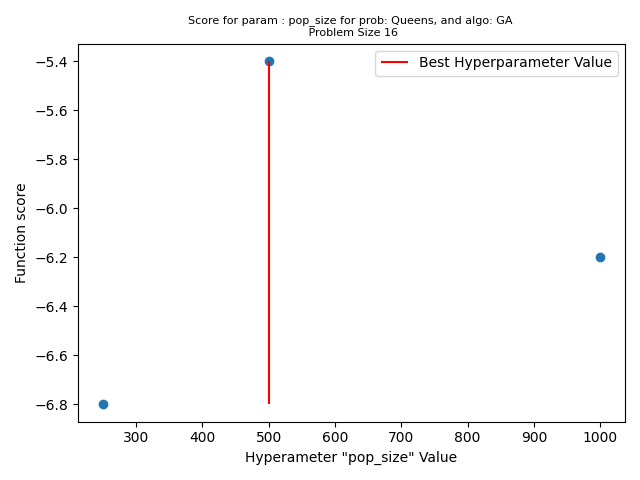 Score for param : pop_size for prob: Queens, and algo: GA
Problem Size 16
Best Hyperparameter Value
Function score
−5.4
−5.6
−5.8
−6.0
−6.2
−6.4
−6.6
−6.8
300 400 500 600 700 800 900 1000
Hyperameter "pop_size" Value